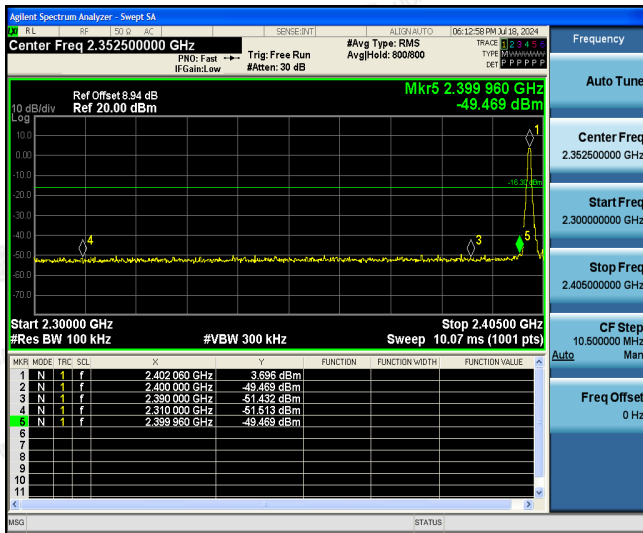 Agilent Spectrum Analyzer - Swept SA
RL RF 50 Ω AC SENSE:INT ALIGN AUTO 06:12:58 PM Jul 18, 2024
Center Freq 2.352500000 GHz
PNO: Fast
IFGain:Low
Trig: Free Run
#Atten: 30 dB
#Avg Type: RMS
Avg|Hold: 800/800
TRACE 1 2 3 4 5 6
TYPE M
DET P P P P P P
Frequency
Auto Tune
Center Freq
2.352500000 GHz
Start Freq
2.300000000 GHz
Stop Freq
2.405000000 GHz
CF Step
10.500000 MHz
Auto Man
Freq Offset
0 Hz
Mkr5 2.399 960 GHz
-49.469 dBm
Ref Offset 8.94 dB
Ref 20.00 dBm
10 dB/div
Log
10.0
0.00
-10.0
-20.0
-30.0
-40.0
-50.0
-60.0
-70.0
1
-16.30 dBm
4
3
5
Start 2.30000 GHz
Stop 2.40500 GHz
#Res BW 100 kHz
#VBW 300 kHz
Sweep 10.07 ms (1001 pts)
MKR MODE TRC SCL X Y FUNCTION FUNCTION WIDTH FUNCTION VALUE
1 N 1 f 2.402 060 GHz 3.696 dBm
2 N 1 f 2.400 000 GHz -49.469 dBm
3 N 1 f 2.390 000 GHz -51.432 dBm
4 N 1 f 2.310 000 GHz -51.513 dBm
5 N 1 f 2.399 960 GHz -49.469 dBm
6
7
8
9
10
11
MSG
STATUS